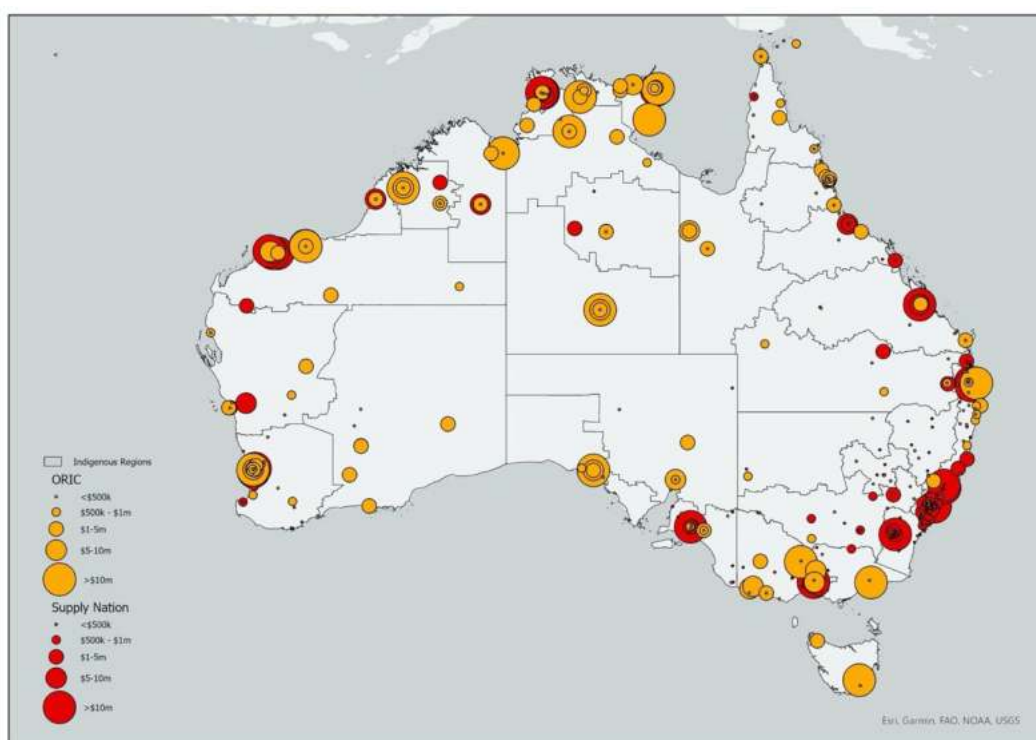 Indigenous Regions
ORIC
<$500k
$500k - $1m
$1-5m
$5-10m
>$10m
Supply Nation
<$500k
$500k - $1m
$1-5m
$5-10m
>$10m
Esri, Garmin, FAO, NOAA, USGS